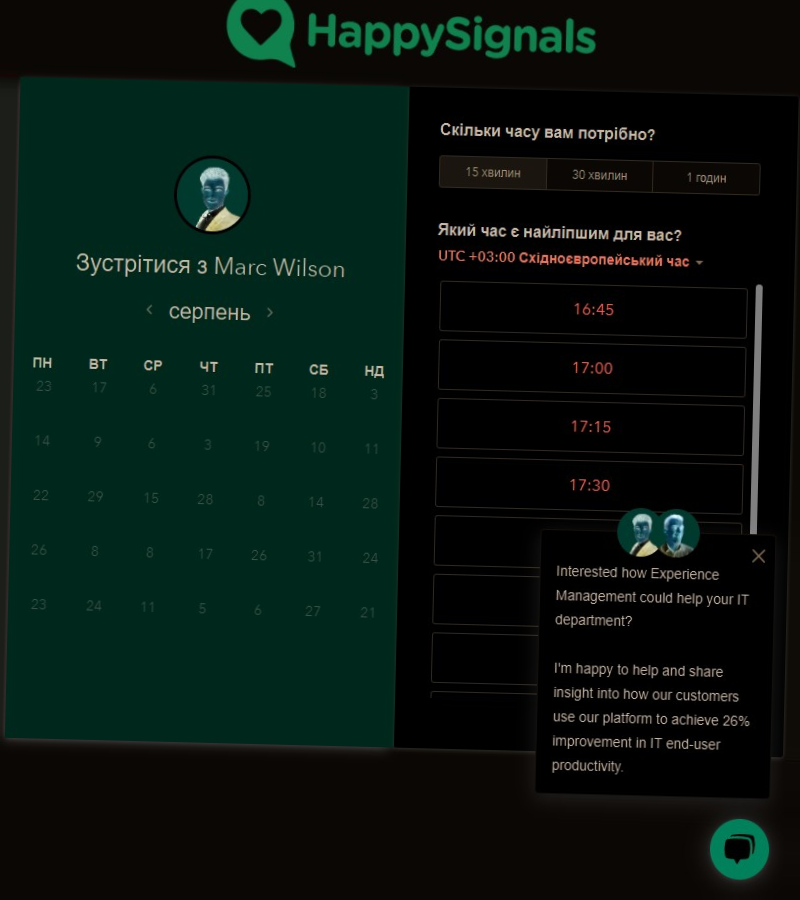 HappySignals
Зустрітися з Marc Wilson
серпень
ПН ВТ СР ЧТ ПТ СБ НД
23 17 6 31 25 18 3
14 9 6 3 19 10 11
22 29 15 28 8 14 28
26 8 8 17 26 31 24
23 24 11 5 6 27 21
Скільки часу вам потрібно?
15 хвилин 30 хвилин 1 годин
Який час є найліпшим для вас?
UTC +03:00 Східноєвропейський час
16:45
17:00
17:15
17:30
Interested how Experience
Management could help your IT
department?
I'm happy to help and share
insight into how our customers
use our platform to achieve 26%
improvement in IT end-user
productivity.